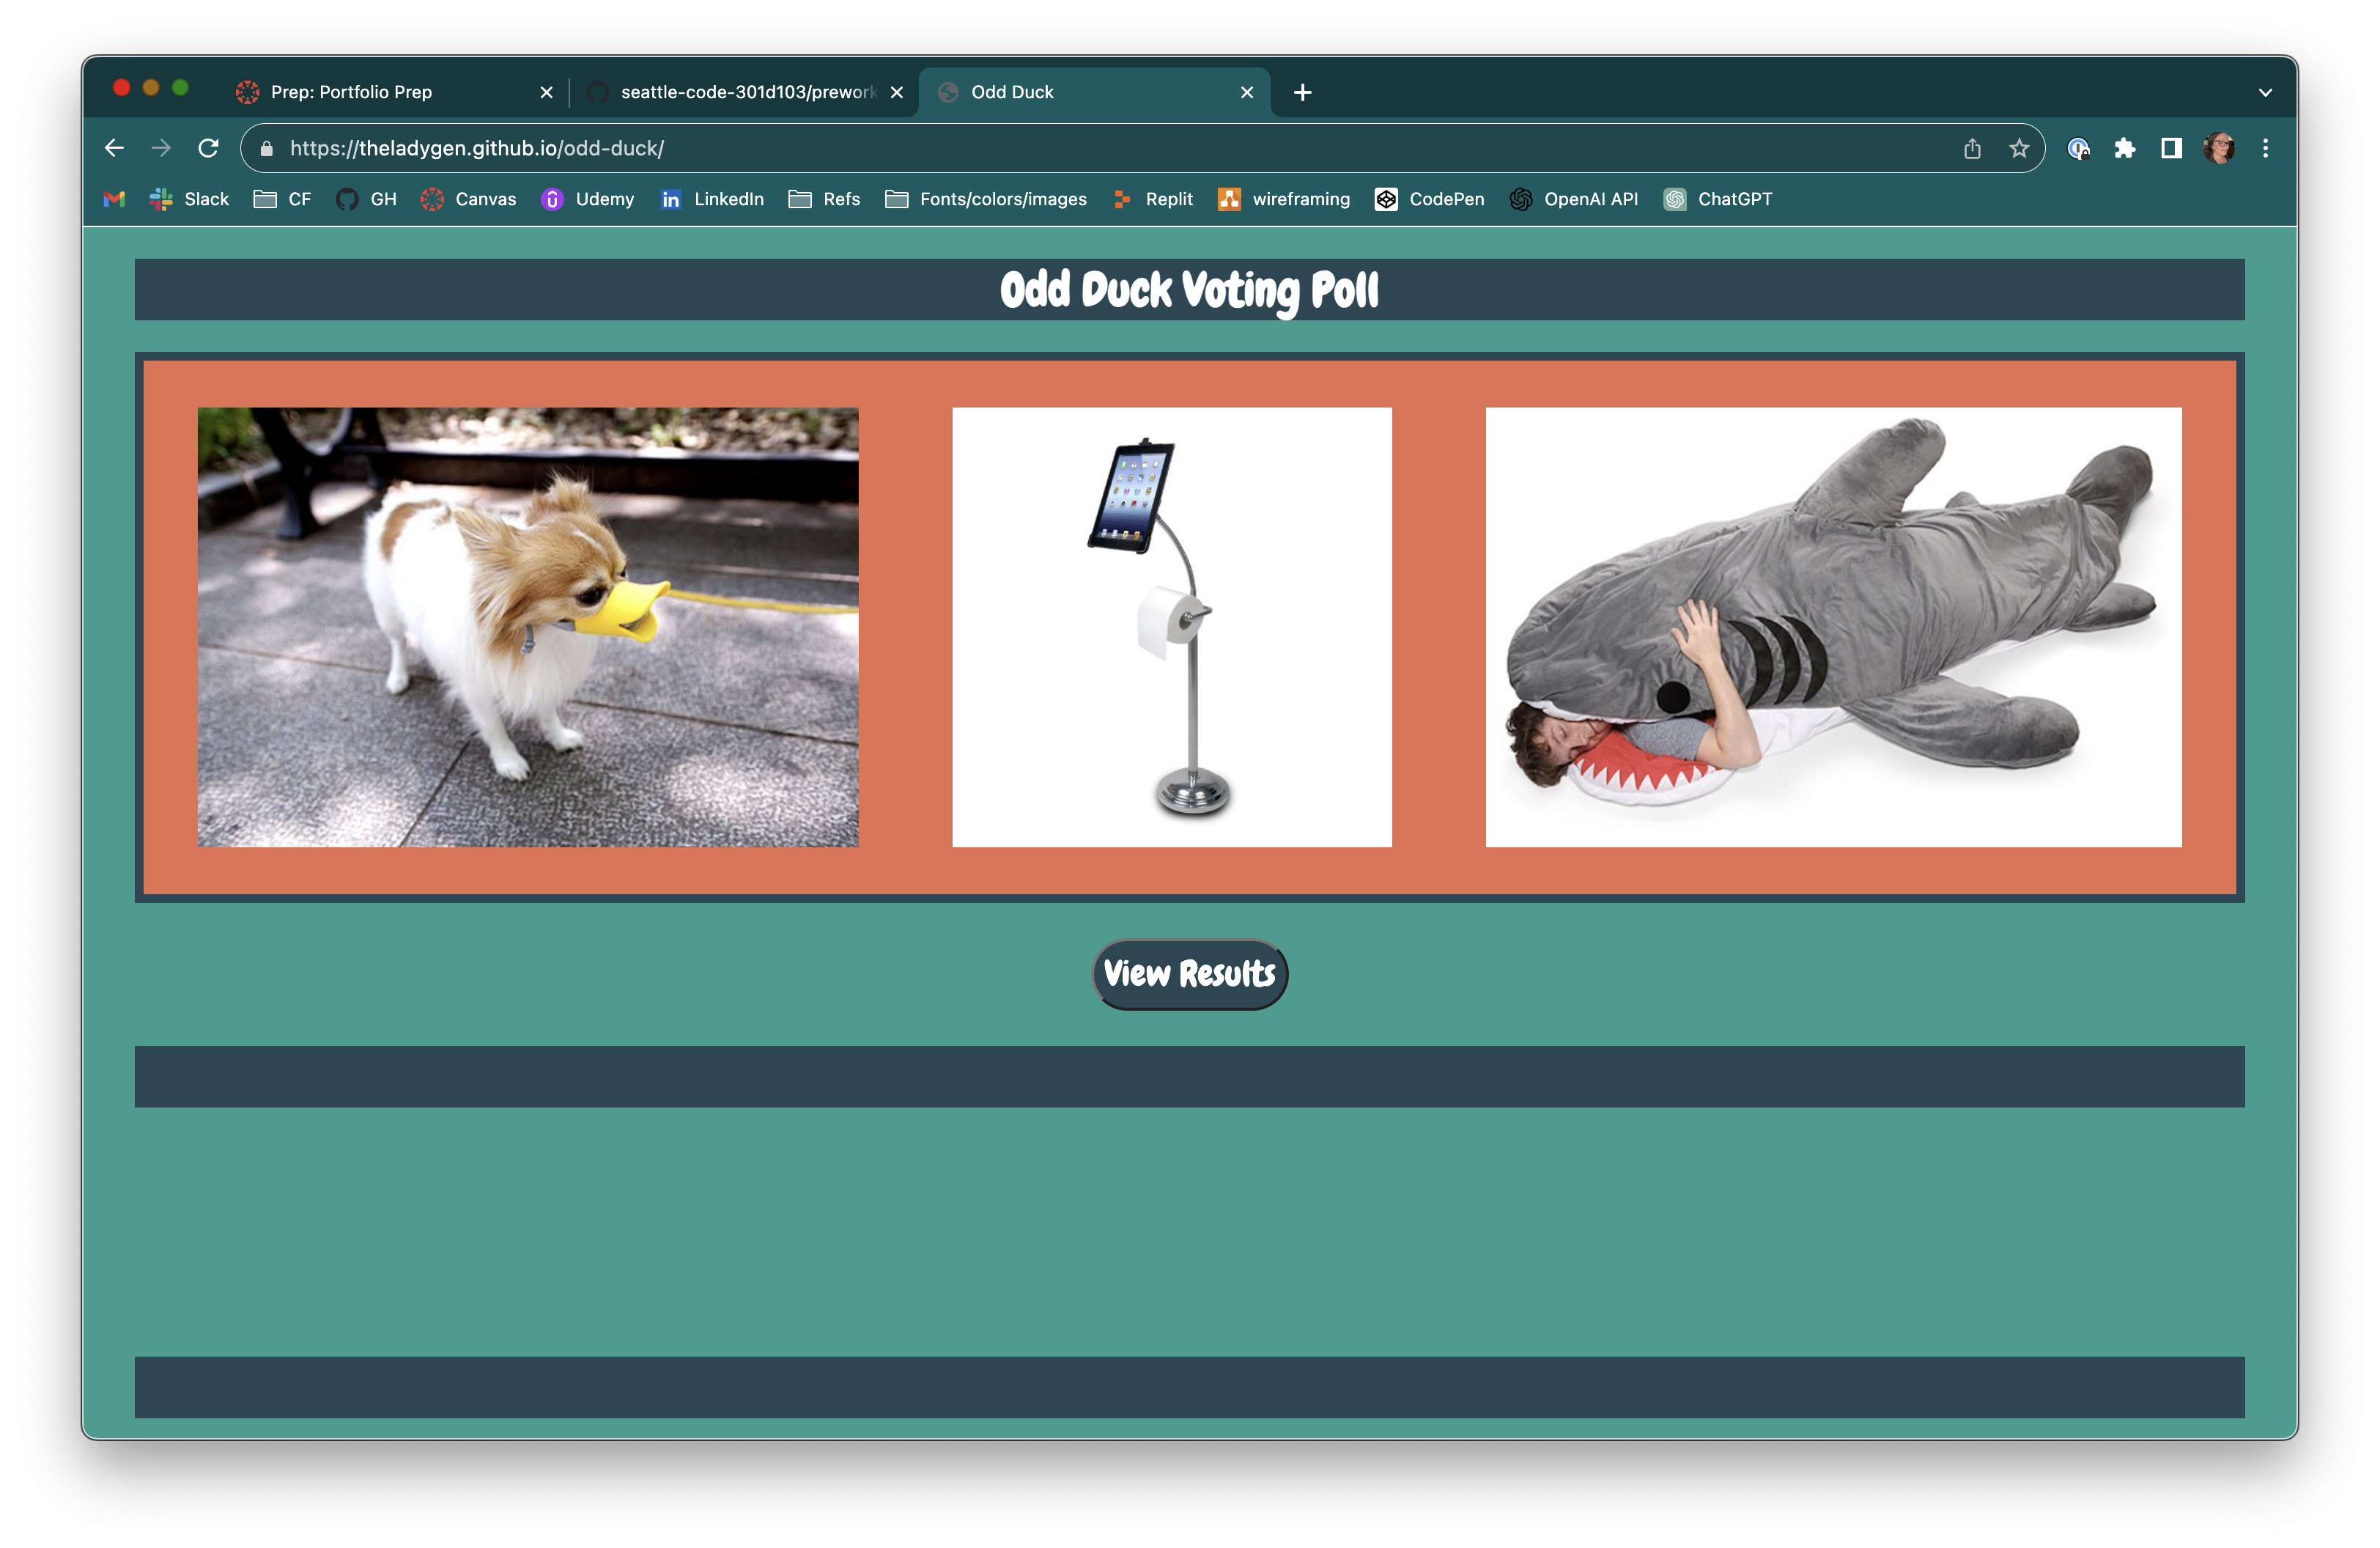 Prep: Portfolio Prep
seattle-code-301d103/prework
Odd Duck
https://theladygen.github.io/odd-duck/
Slack CF GH Canvas Udemy LinkedIn Refs Fonts/colors/images Replit wireframing CodePen OpenAI API ChatGPT
Odd Duck Voting Poll
View Results